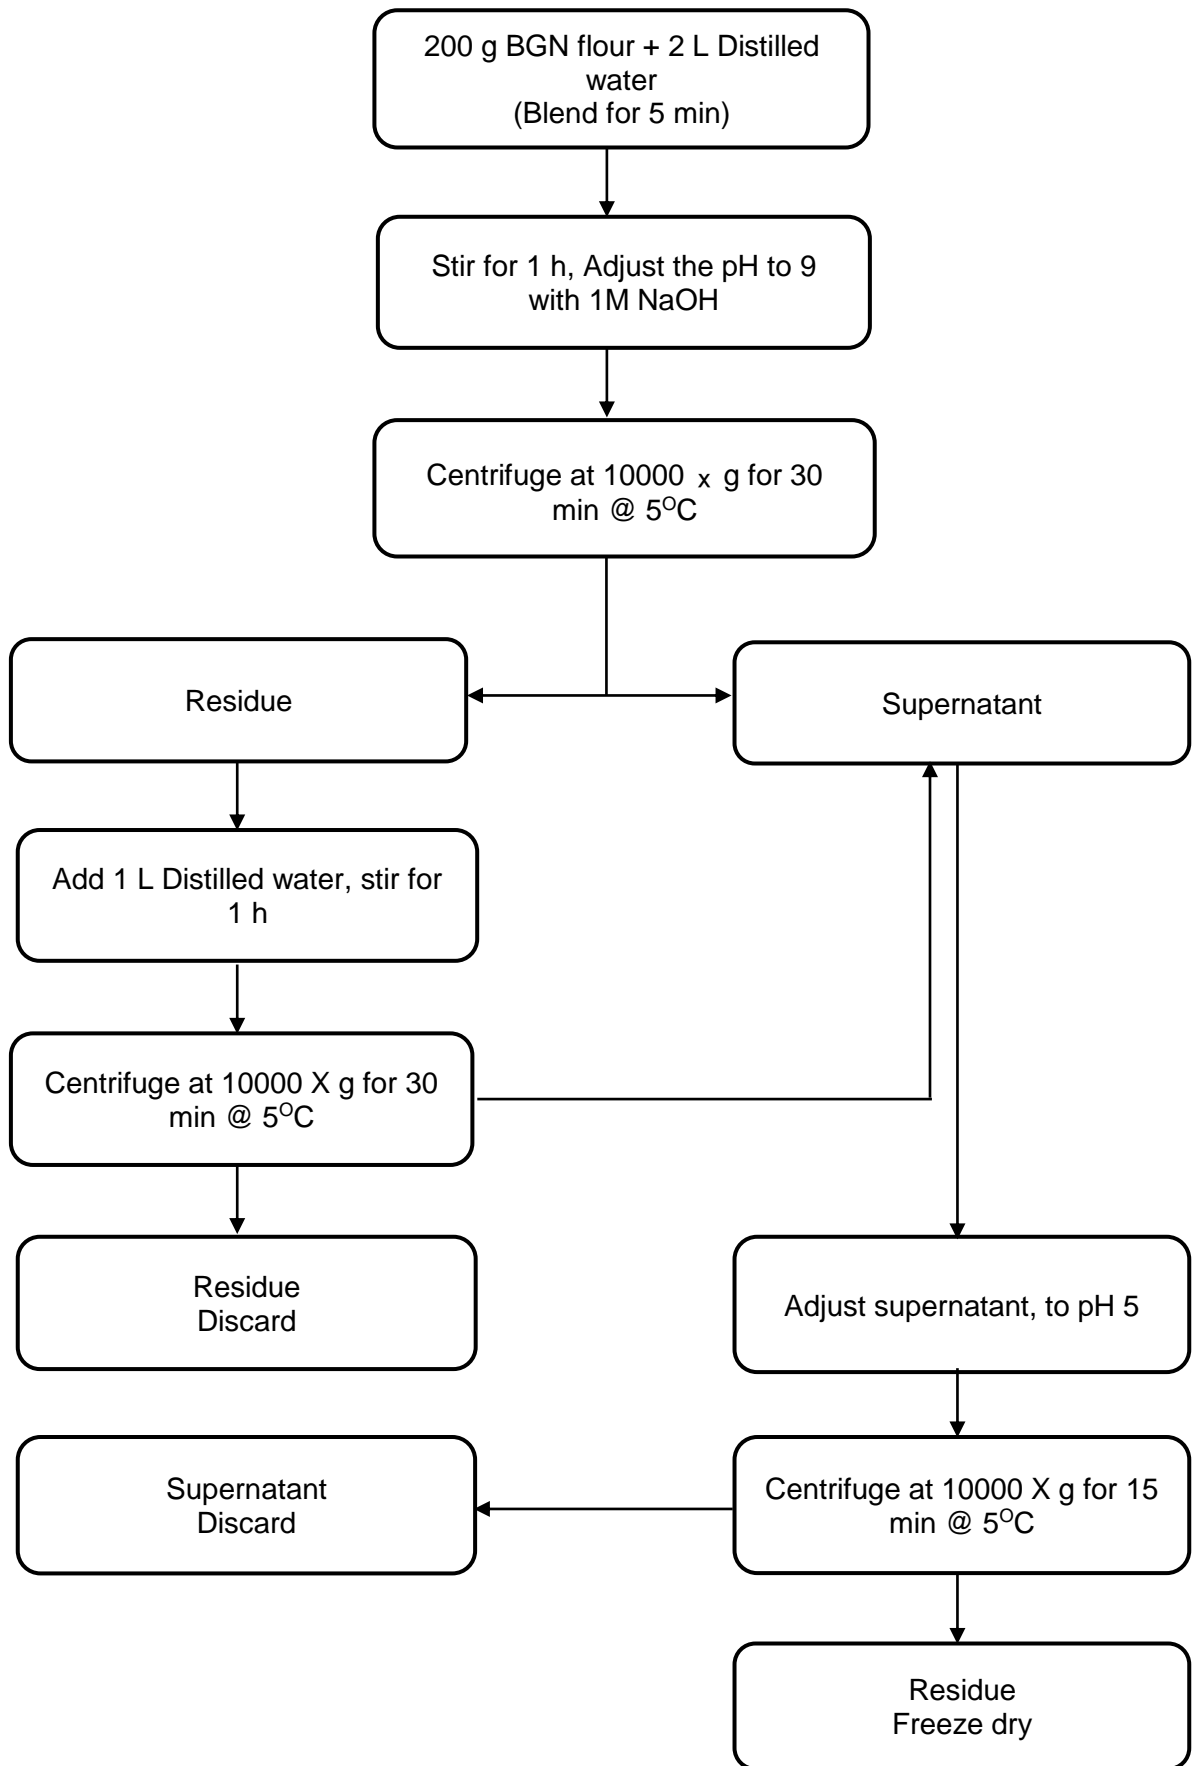 200 g BGN flour + 2 L Distilled
water
(Blend for 5 min)
Stir for 1 h, Adjust the pH to 9
with 1M NaOH
Centrifuge at 10000 x g for 30
min @ 5ᴼC
Residue
Supernatant
Add 1 L Distilled water, stir for
1 h
Centrifuge at 10000 X g for 30
min @ 5ᴼC
Residue
Discard
Adjust supernatant, to pH 5
Supernatant
Discard
Centrifuge at 10000 X g for 15
min @ 5ᴼC
Residue
Freeze dry